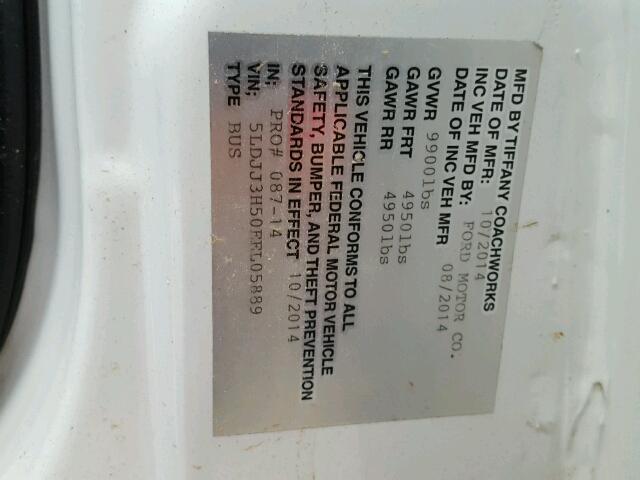 MFD BY TIFFANY COACHWORKS
DATE OF MFR: 10/2014
INC VEH MFD BY: FORD MOTOR CO.
DATE OF INC VEH MFR 08/2014
GVWR 9900lbs
GAWR FRT 4950lbs
GAWR RR 4950lbs
THIS VEHICLE CONFORMS TO ALL
APPLICABLE FEDERAL MOTOR VEHICLE
SAFETY, BUMPER, AND THEFT PREVENTION
STANDARDS IN EFFECT 10/2014
IN: PRO# 087-14
VIN: 5LDJJ3H50EEL05889
TYPE BUS